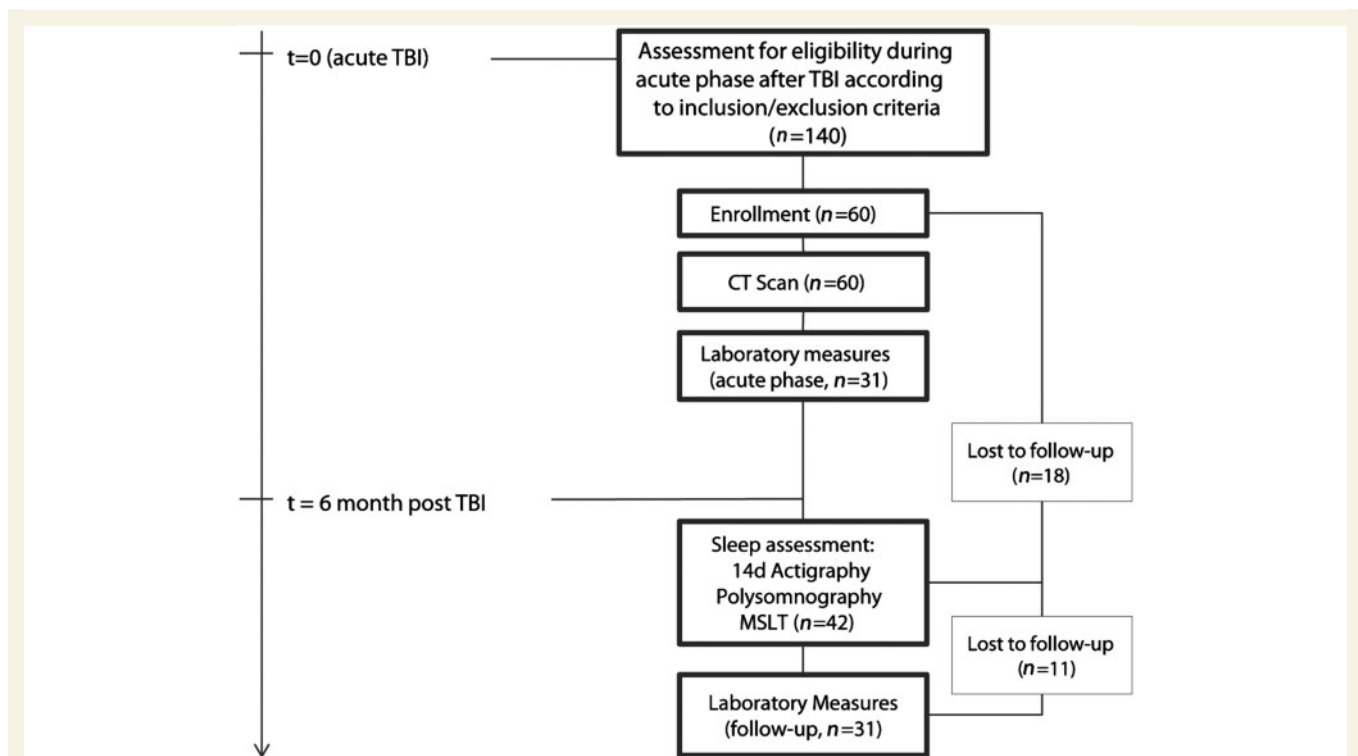 t=0 (acute TBI)
Assessment for eligibility during
acute phase after TBI according
to inclusion/exclusion criteria
(n=140)
Enrollment (n=60)
CT Scan (n=60)
Laboratory measures
(acute phase, n=31)
Lost to follow-up
(n=18)
t = 6 month post TBI
Sleep assessment:
14d Actigraphy
Polysomnography
MSLT (n=42)
Lost to follow-up
(n=11)
Laboratory Measures
(follow-up, n=31)